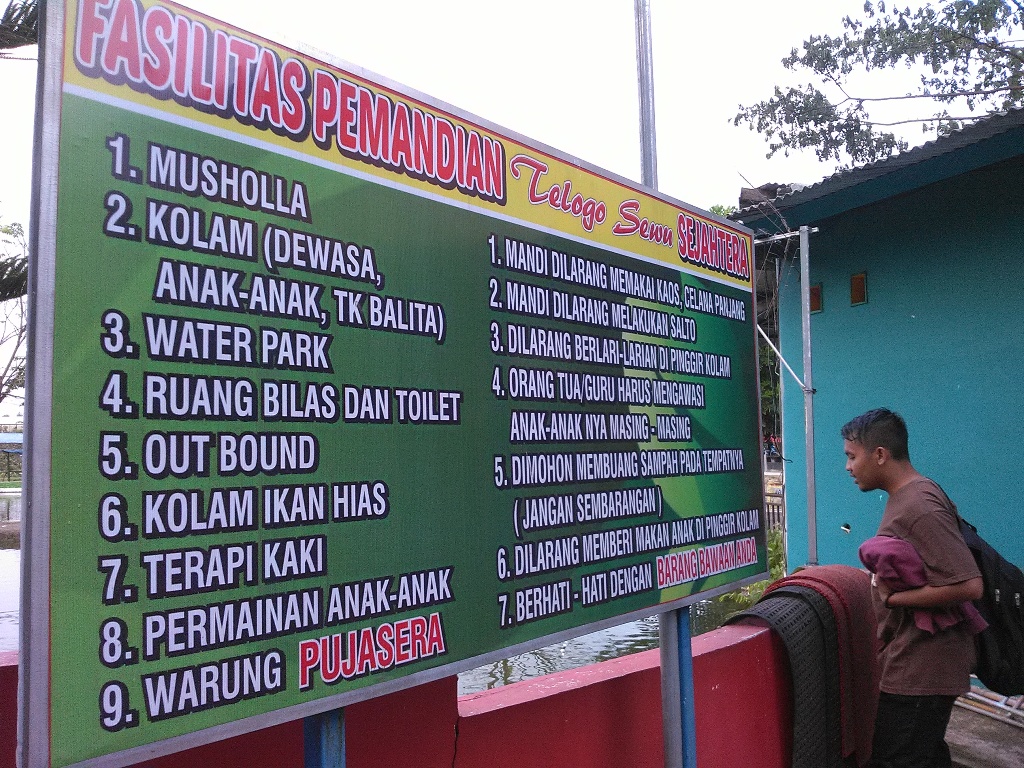 FASILITAS PEMANDIAN Telogo Sewu SEJAHTERA
1. MUSHOLLA
2. KOLAM (DEWASA,
ANAK-ANAK, TK BALITA)
3. WATER PARK
4. RUANG BILAS DAN TOILET
5. OUT BOUND
6. KOLAM IKAN HIAS
7. TERAPI KAKI
8. PERMAINAN ANAK-ANAK
9. WARUNG PUJASERA
1. MANDI DILARANG MEMAKAI KAOS, CELANA PANJANG
2. MANDI DILARANG MELAKUKAN SALTO
3. DILARANG BERLARI-LARIAN DI PINGGIR KOLAM
4. ORANG TUA/GURU HARUS MENGAWASI
ANAK-ANAK NYA MASING - MASING
5. DIMOHON MEMBUANG SAMPAH PADA TEMPATNYA
( JANGAN SEMBARANGAN )
6. DILARANG MEMBERI MAKAN ANAK DI PINGGIR KOLAM
7. BERHATI - HATI DENGAN BARANG BAWAAN ANDA